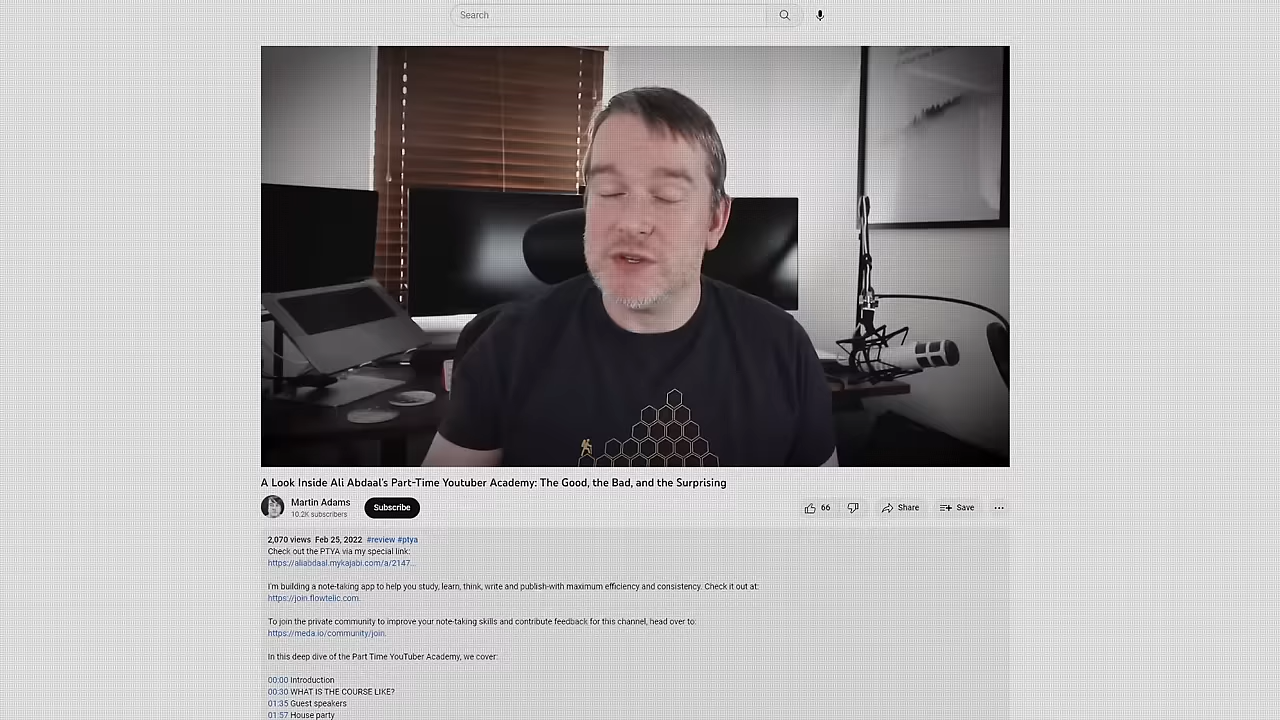 Search
A Look Inside Ali Abdaal's Part-Time Youtuber Academy: The Good, the Bad, and the Surprising
Martin Adams
10.2K subscribers
Subscribe
66
Share
Save
2,070 views Feb 25, 2022 #review #ptya
Check out the PTYA via my special link:
https://aliabdaal.mykajabi.com/a/2147...
I'm building a note-taking app to help you study, learn, think, write and publish-with maximum efficiency and consistency. Check it out at:
https://join.flowtelic.com.
To join the private community to improve your note-taking skills and contribute feedback for this channel, head over to:
https://meda.io/community/join.
In this deep dive of the Part Time YouTuber Academy, we cover:
00:00 Introduction
00:30 WHAT IS THE COURSE LIKE?
01:35 Guest speakers
01:57 House party